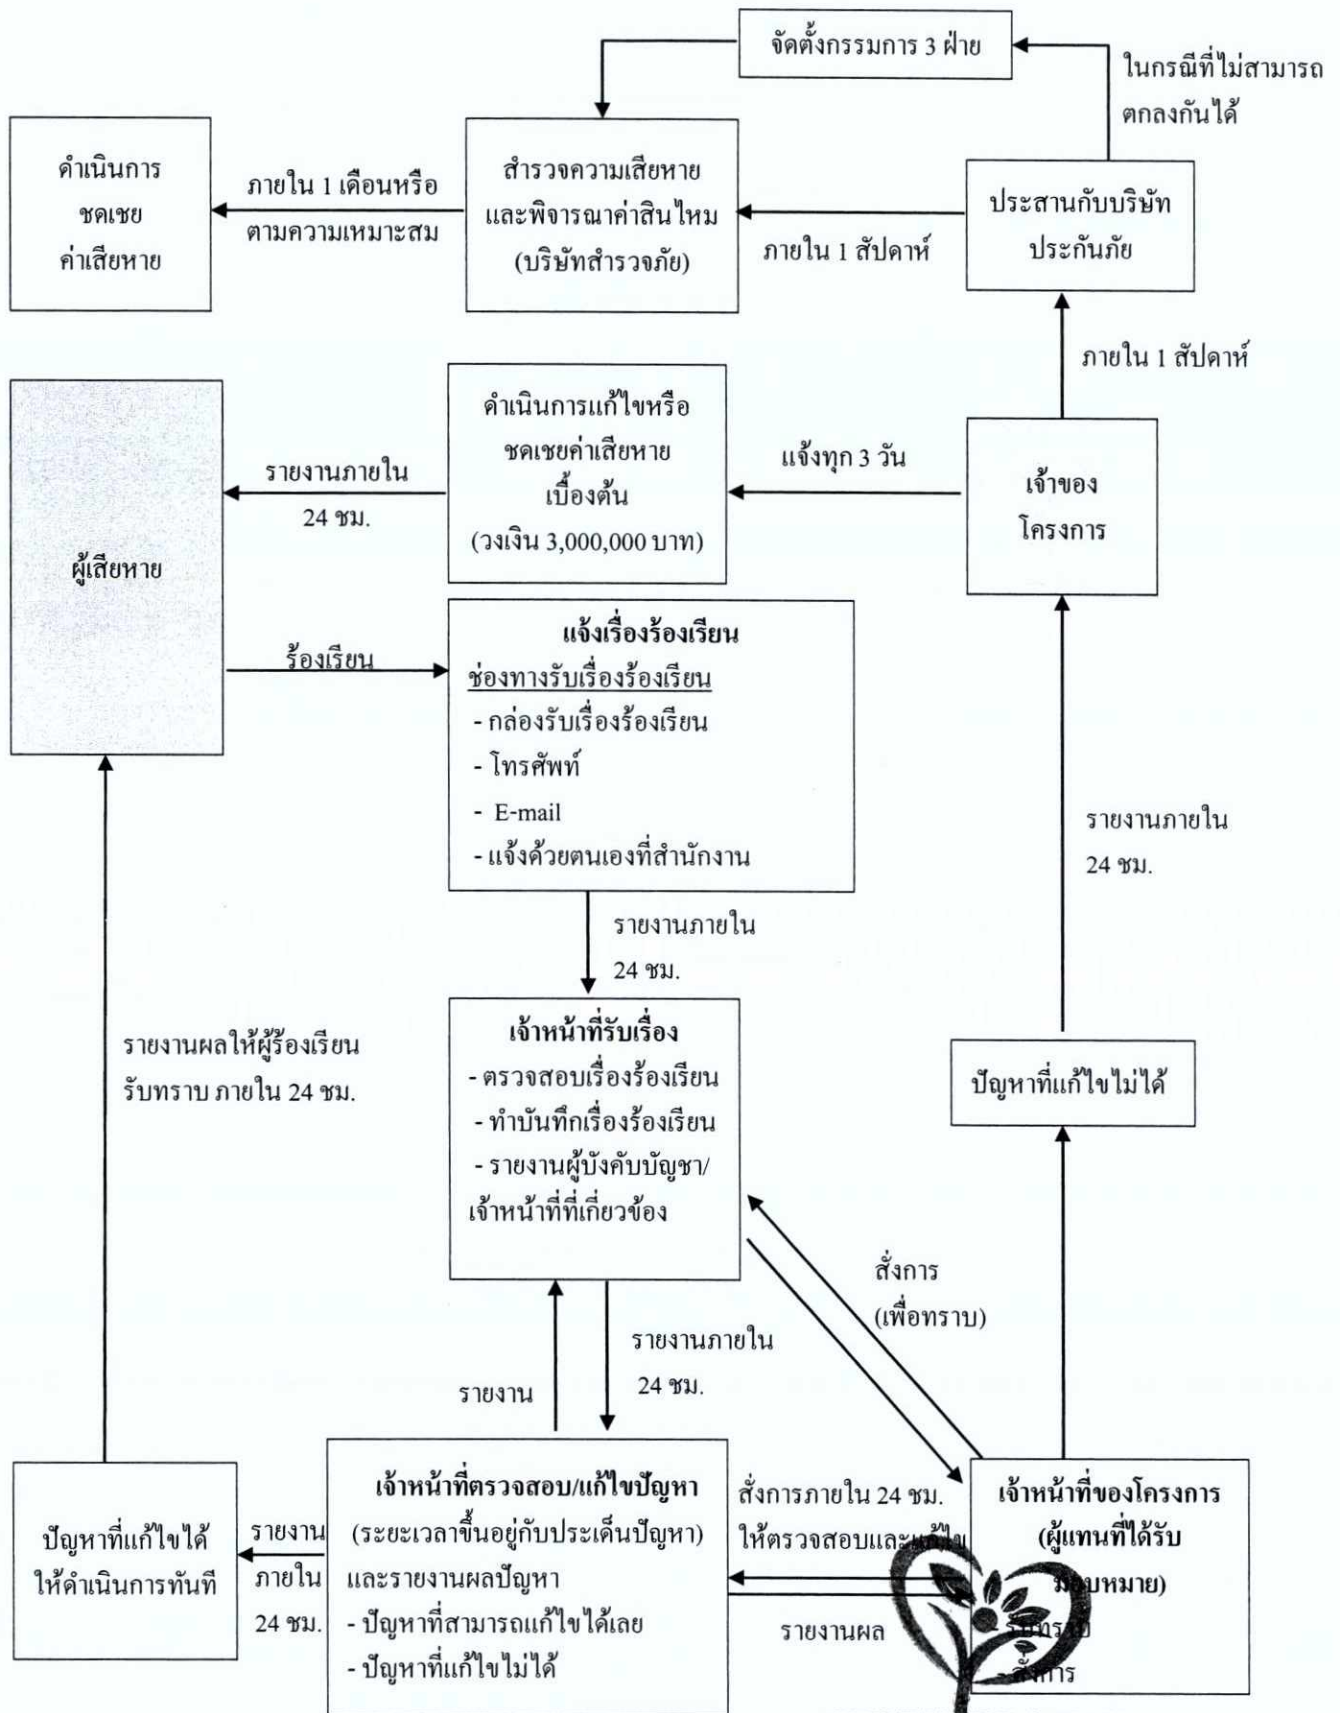 จัดตั้งกรรมการ 3 ฝ่าย
ในกรณีที่ไม่สามารถ
ตกลงกันได้
ดำเนินการ
ชดเชย
ค่าเสียหาย
ภายใน 1 เดือนหรือ
ตามความเหมาะสม
สำรวจความเสียหาย
และพิจารณาค่าสินไหม
(บริษัทสำรวจภัย)
ภายใน 1 สัปดาห์
ประสานกับบริษัท
ประกันภัย
ภายใน 1 สัปดาห์
ผู้เสียหาย
รายงานภายใน
24 ชม.
ดำเนินการแก้ไขหรือ
ชดเชยค่าเสียหาย
เบื้องต้น
(วงเงิน 3,000,000 บาท)
แจ้งทุก 3 วัน
เจ้าของ
โครงการ
ร้องเรียน
แจ้งเรื่องร้องเรียน
ช่องทางรับเรื่องร้องเรียน
- กล่องรับเรื่องร้องเรียน
- โทรศัพท์
- E-mail
- แจ้งด้วยตนเองที่สำนักงาน
รายงานภายใน
24 ชม.
รายงานภายใน
24 ชม.
รายงานผลให้ผู้ร้องเรียน
รับทราบ ภายใน 24 ชม.
เจ้าหน้าที่รับเรื่อง
- ตรวจสอบเรื่องร้องเรียน
- ทำบันทึกเรื่องร้องเรียน
- รายงานผู้บังคับบัญชา/
เจ้าหน้าที่ที่เกี่ยวข้อง
ปัญหาที่แก้ไขไม่ได้
สั่งการ
(เพื่อทราบ)
รายงาน
รายงานภายใน
24 ชม.
ปัญหาที่แก้ไขได้
ให้ดำเนินการทันที
รายงาน
ภายใน
24 ชม.
เจ้าหน้าที่ตรวจสอบ/แก้ไขปัญหา
(ระยะเวลาขึ้นอยู่กับประเด็นปัญหา)
และรายงานผลปัญหา
- ปัญหาที่สามารถแก้ไขได้เลย
- ปัญหาที่แก้ไขไม่ได้
สั่งการภายใน 24 ชม.
ให้ตรวจสอบและแก้ไข
รายงานผล
เจ้าหน้าที่ของโครงการ
(ผู้แทนที่ได้รับ
มอบหมาย)
- รับทราบ
- สั่งการ